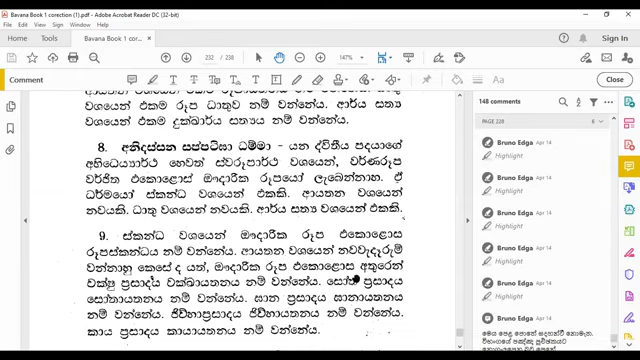 Bavana Book 1 corection (1).pdf - Adobe Acrobat Reader DC (32-bit)
File Edit View Sign Window Help
Home Tools Bavana Book 1 cor... × Sign In
232 / 238 147%
Comment Close
වශයෙන් එකම රූප ධාතුව නම් වන්නේය. ආර්ය සත්‍ය
වශයෙන් එකම දුක්ඛාර්ය සත්‍යය නම් වන්නේය.
8. අනිදස්සන සප්පටිඝා ධම්මා - යන ද්විතීය පදයාගේ
අභිධෙය්‍යාර්ථ හෙවත් ස්වරූපාර්ථ වශයෙන්, වර්ණරූප
වර්ජිත එකොළොස් ඖදාරික රූපයෝ ලැබෙන්නාහ. ඒ
ධර්මයෝ ස්කන්ධ වශයෙන් එකකි. ආයතන වශයෙන්
නවයකි. ධාතු වශයෙන් නවයකි. ආර්ය සත්‍ය වශයෙන් එකකි.
9. ස්කන්ධ වශයෙන් ඖදාරික රූප එකොළොස
රූපස්කන්ධය නම් වන්නේය. ආයතන වශයෙන් නවවැදෑරුම්
වන්නාහු කෙසේ ද යත්, ඖදාරික රූප එකොළොස අතුරෙන්
චක්ෂු ප්‍රසාදය චක්ඛායතනය නම් වන්නේය. සෝත ප්‍රසාදය
සෝතායතනය නම් වන්නේය. ඝාන ප්‍රසාදය ඝානායතනය
නම් වන්නේය. ජිව්හාප්‍රසාදය ජිව්හායතනය නම් වන්නේය.
කාය ප්‍රසාදය කායායතනය නම් වන්නේය.
148 comments
PAGE 228 6
Bruno Edga Apr 14
Highlight
Bruno Edga Apr 14
Highlight
Bruno Edga Apr 14
Highlight
Bruno Edga Apr 14
Highlight
Bruno Edga Apr 14
Highlight
Bruno Edga Apr 14
මෙය පෙළ පොතේ සඳහන්ව නොමැත.